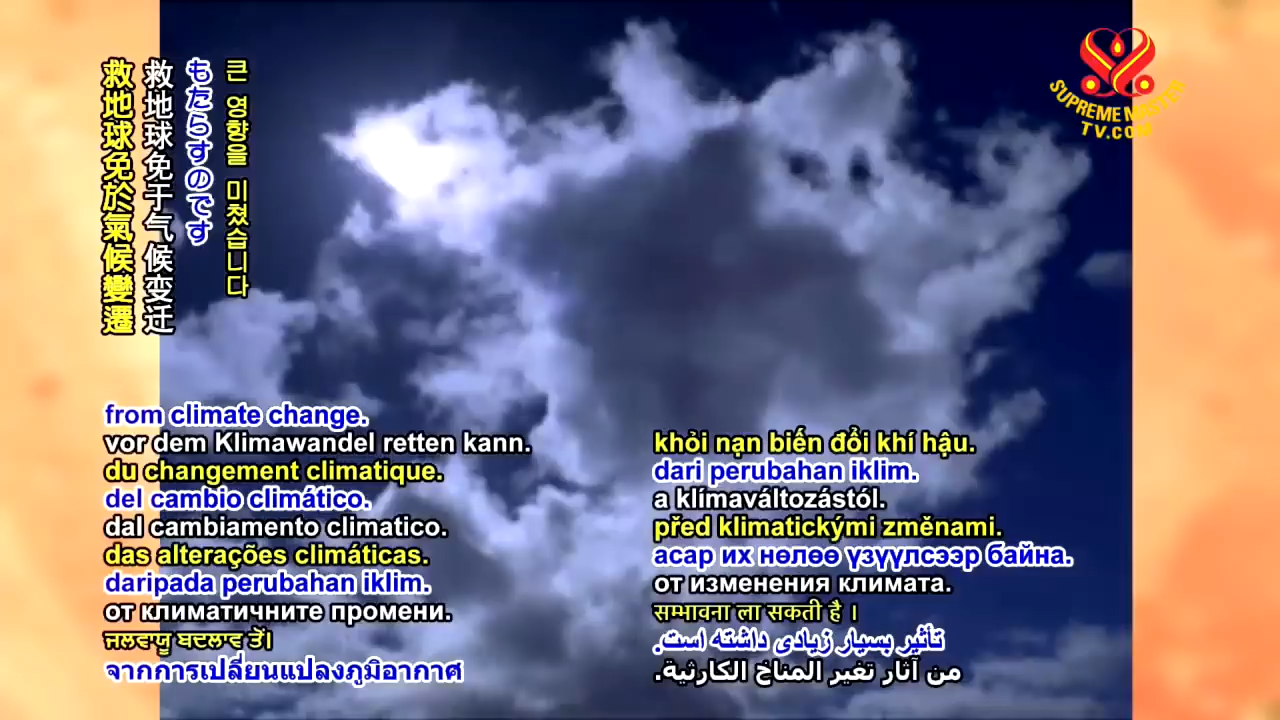 救地球免於氣候變遷
救地球免于气候变迁
もたらすのです
큰 영향을 미쳤습니다
SUPREME MASTER
TV.COM
from climate change.
vor dem Klimawandel retten kann.
du changement climatique.
del cambio climático.
dal cambiamento climatico.
das alterações climáticas.
daripada perubahan iklim.
от климатичните промени.
ਜਲਵਾਯੂ ਬਦਲਾਵ ਤੋਂ।
จากการเปลี่ยนแปลงภูมิอากาศ
khỏi nạn biến đổi khí hậu.
dari perubahan iklim.
a klímaváltozástól.
před klimatickými změnami.
асар их нөлөө үзүүлсээр байна.
от изменения климата.
सम्भावना ला सकती है ।
تأثیر بسیار زیادی داشته است.
من آثار تغير المناخ الكارثية.